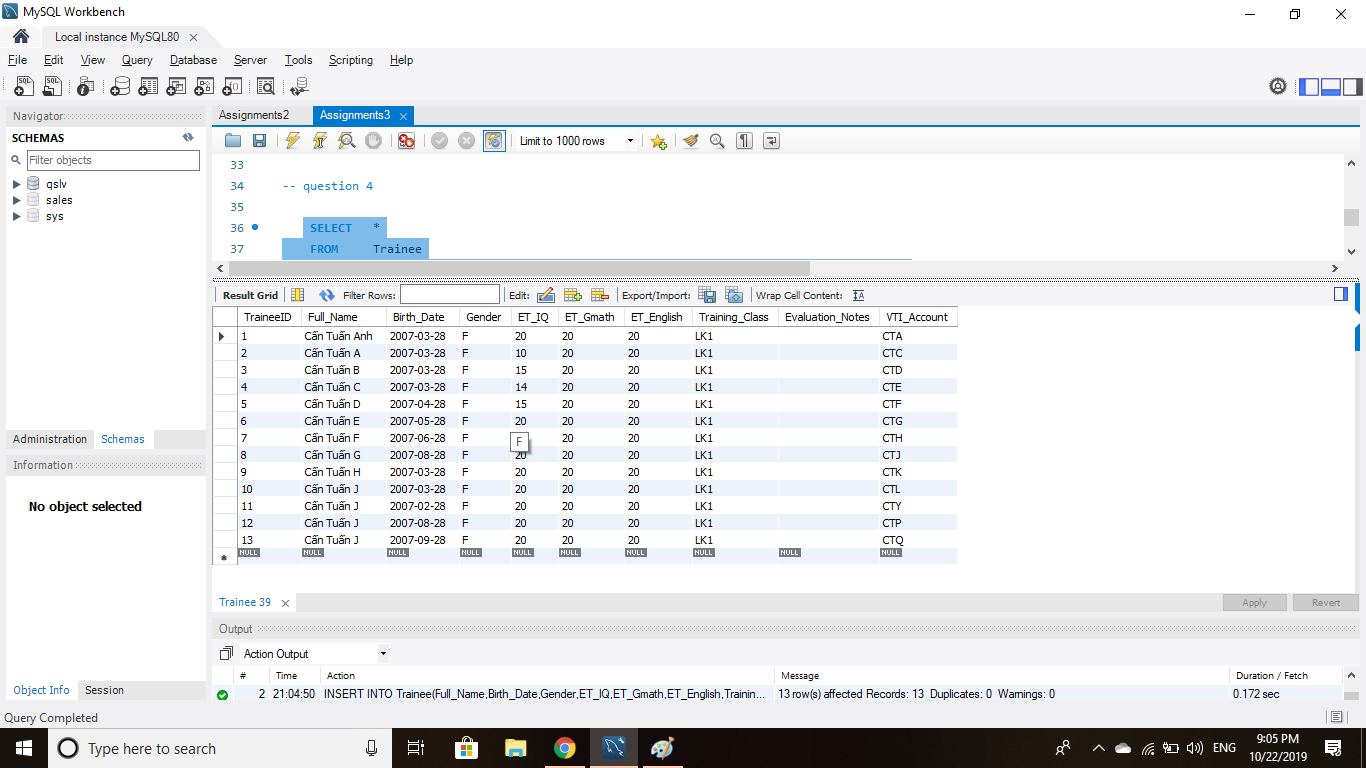 MySQL Workbench
Local instance MySQL80
File Edit View Query Database Server Tools Scripting Help
Navigator
SCHEMAS
Filter objects
qslv
sales
sys
Administration Schemas
Information
No object selected
Object Info Session
Assignments2 Assignments3
Limit to 1000 rows
33
34 -- question 4
35
36 SELECT *
37 FROM Trainee
Result Grid Filter Rows: Edit: Export/Import: Wrap Cell Content:
TraineeID Full_Name Birth_Date Gender ET_IQ ET_Gmath ET_English Training_Class Evaluation_Notes VTI_Account
1 Cấn Tuấn Anh 2007-03-28 F 20 20 20 LK1 CTA
2 Cấn Tuấn A 2007-03-28 F 10 20 20 LK1 CTC
3 Cấn Tuấn B 2007-03-28 F 15 20 20 LK1 CTD
4 Cấn Tuấn C 2007-03-28 F 14 20 20 LK1 CTE
5 Cấn Tuấn D 2007-04-28 F 15 20 20 LK1 CTF
6 Cấn Tuấn E 2007-05-28 F 20 20 20 LK1 CTG
7 Cấn Tuấn F 2007-06-28 F F 20 20 LK1 CTH
8 Cấn Tuấn G 2007-08-28 F 20 20 20 LK1 CTJ
9 Cấn Tuấn H 2007-03-28 F 20 20 20 LK1 CTK
10 Cấn Tuấn J 2007-03-28 F 20 20 20 LK1 CTL
11 Cấn Tuấn J 2007-02-28 F 20 20 20 LK1 CTY
12 Cấn Tuấn J 2007-08-28 F 20 20 20 LK1 CTP
13 Cấn Tuấn J 2007-09-28 F 20 20 20 LK1 CTQ
NULL NULL NULL NULL NULL NULL NULL NULL NULL NULL
Trainee 39 Apply Revert
Output
Action Output
# Time Action Message Duration / Fetch
2 21:04:50 INSERT INTO Trainee(Full_Name,Birth_Date,Gender,ET_IQ,ET_Gmath,ET_English,Trainin... 13 row(s) affected Records: 13 Duplicates: 0 Warnings: 0 0.172 sec
Query Completed
Type here to search
ENG
9:05 PM
10/22/2019